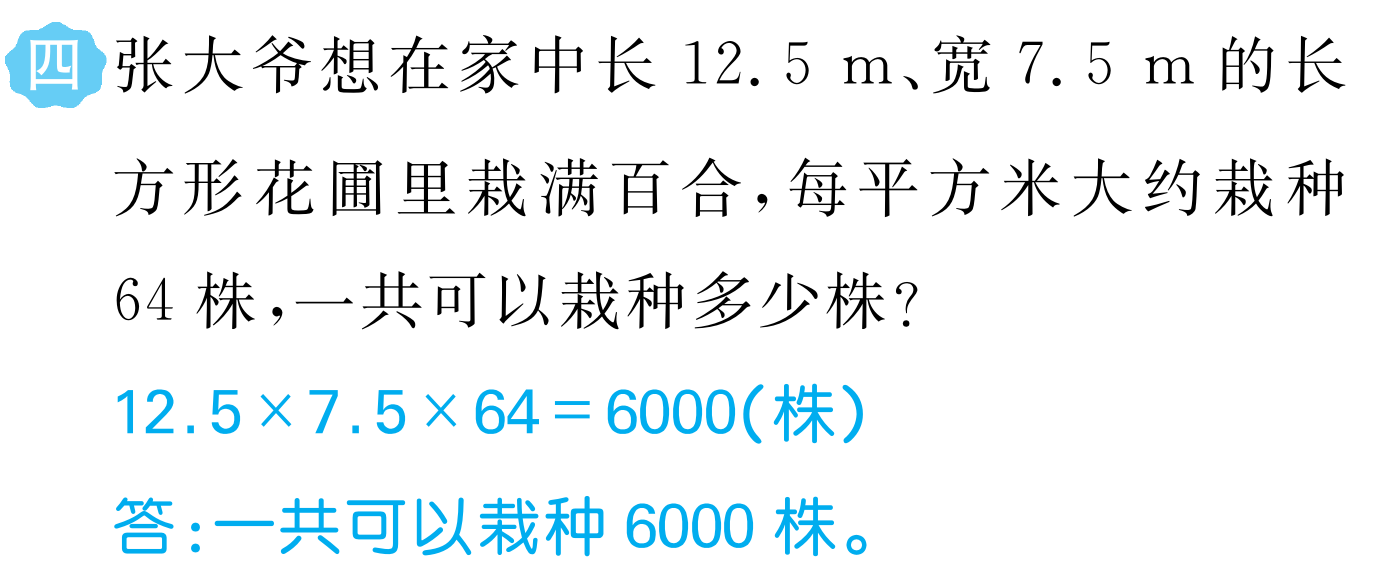 四 张大爷想在家中长 12.5 m、宽 7.5 m 的长
方形花圃里栽满百合,每平方米大约栽种
64 株,一共可以栽种多少株?
12.5×7.5×64=6000(株)
答:一共可以栽种 6000 株。